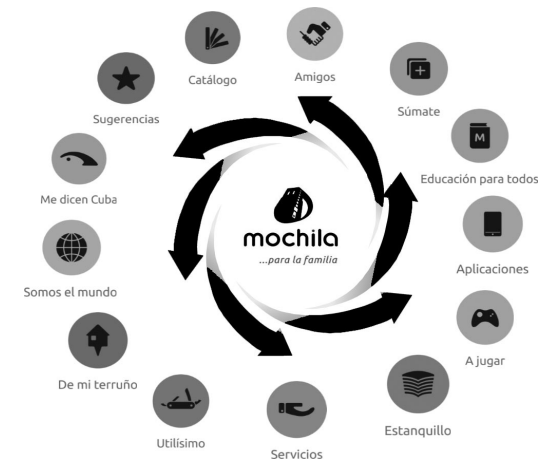 Amigos
Súmate
Educación para todos
M
Aplicaciones
A jugar
Estanquillo
Servicios
Utilísimo
De mi terruño
Somos el mundo
Me dicen Cuba
Sugerencias
Catálogo
mochila
...para la familia